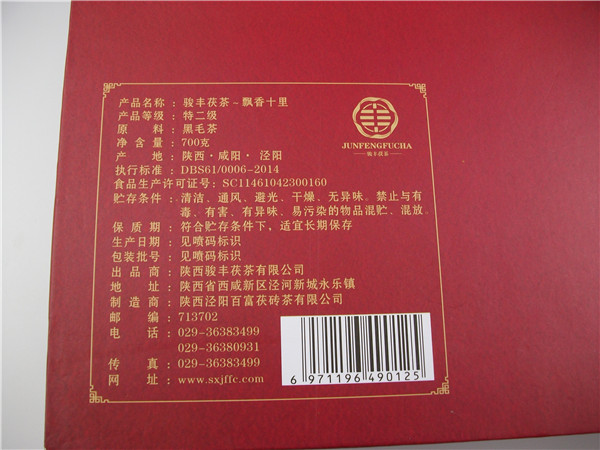 产品名称：骏丰茯茶－飘香十里
产品等级：特二级
原料：黑毛茶
净含量：700克
产地：陕西·咸阳·泾阳
执行标准：DBS61/0006-2014
食品生产许可证号：SC11461042300160
贮存条件：清洁、通风、避光、干燥、无异味。禁止与有
毒、有害、有异味、易污染的物品混贮、混放。
保质期：符合贮存条件下，适宜长期保存
生产日期：见喷码标识
包装批号：见喷码标识
出品商：陕西骏丰茯茶有限公司
地址：陕西省西咸新区泾河新城永乐镇
制造商：陕西泾阳百富茯砖茶有限公司
邮编：713702
电话：029-36383499
029-36380931
传真：029-36383499
网址：www.sxjffc.com
JUNFENGFUCHA
骏丰茯茶
6 971196 490125